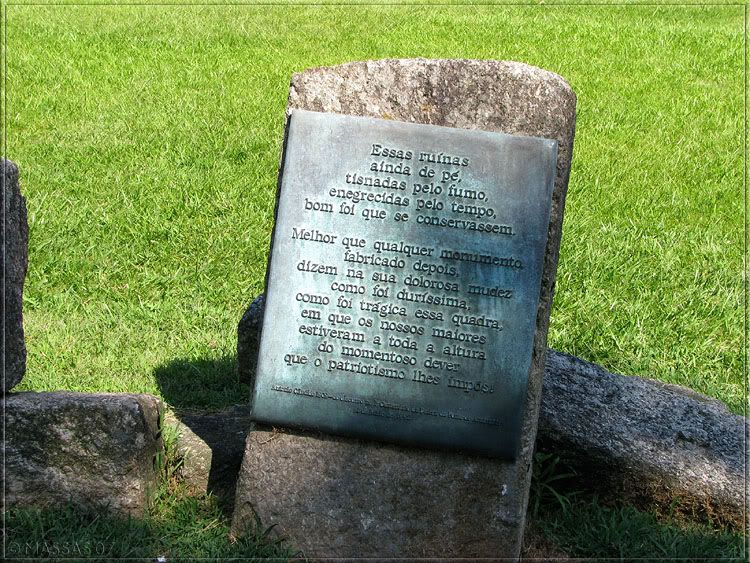 Essas ruínas
ainda de pé,
tisnadas pelo fumo,
enegrecidas pelo tempo,
bom foi que se conservassem.
Melhor que qualquer monumento,
fabricado depois,
dizem na sua dolorosa mudez
como foi duríssima,
como foi trágica essa quadra,
em que os nossos maiores
estiveram a toda a altura
do momentoso dever
que o patriotismo lhes impôs.
© MASSAS 07